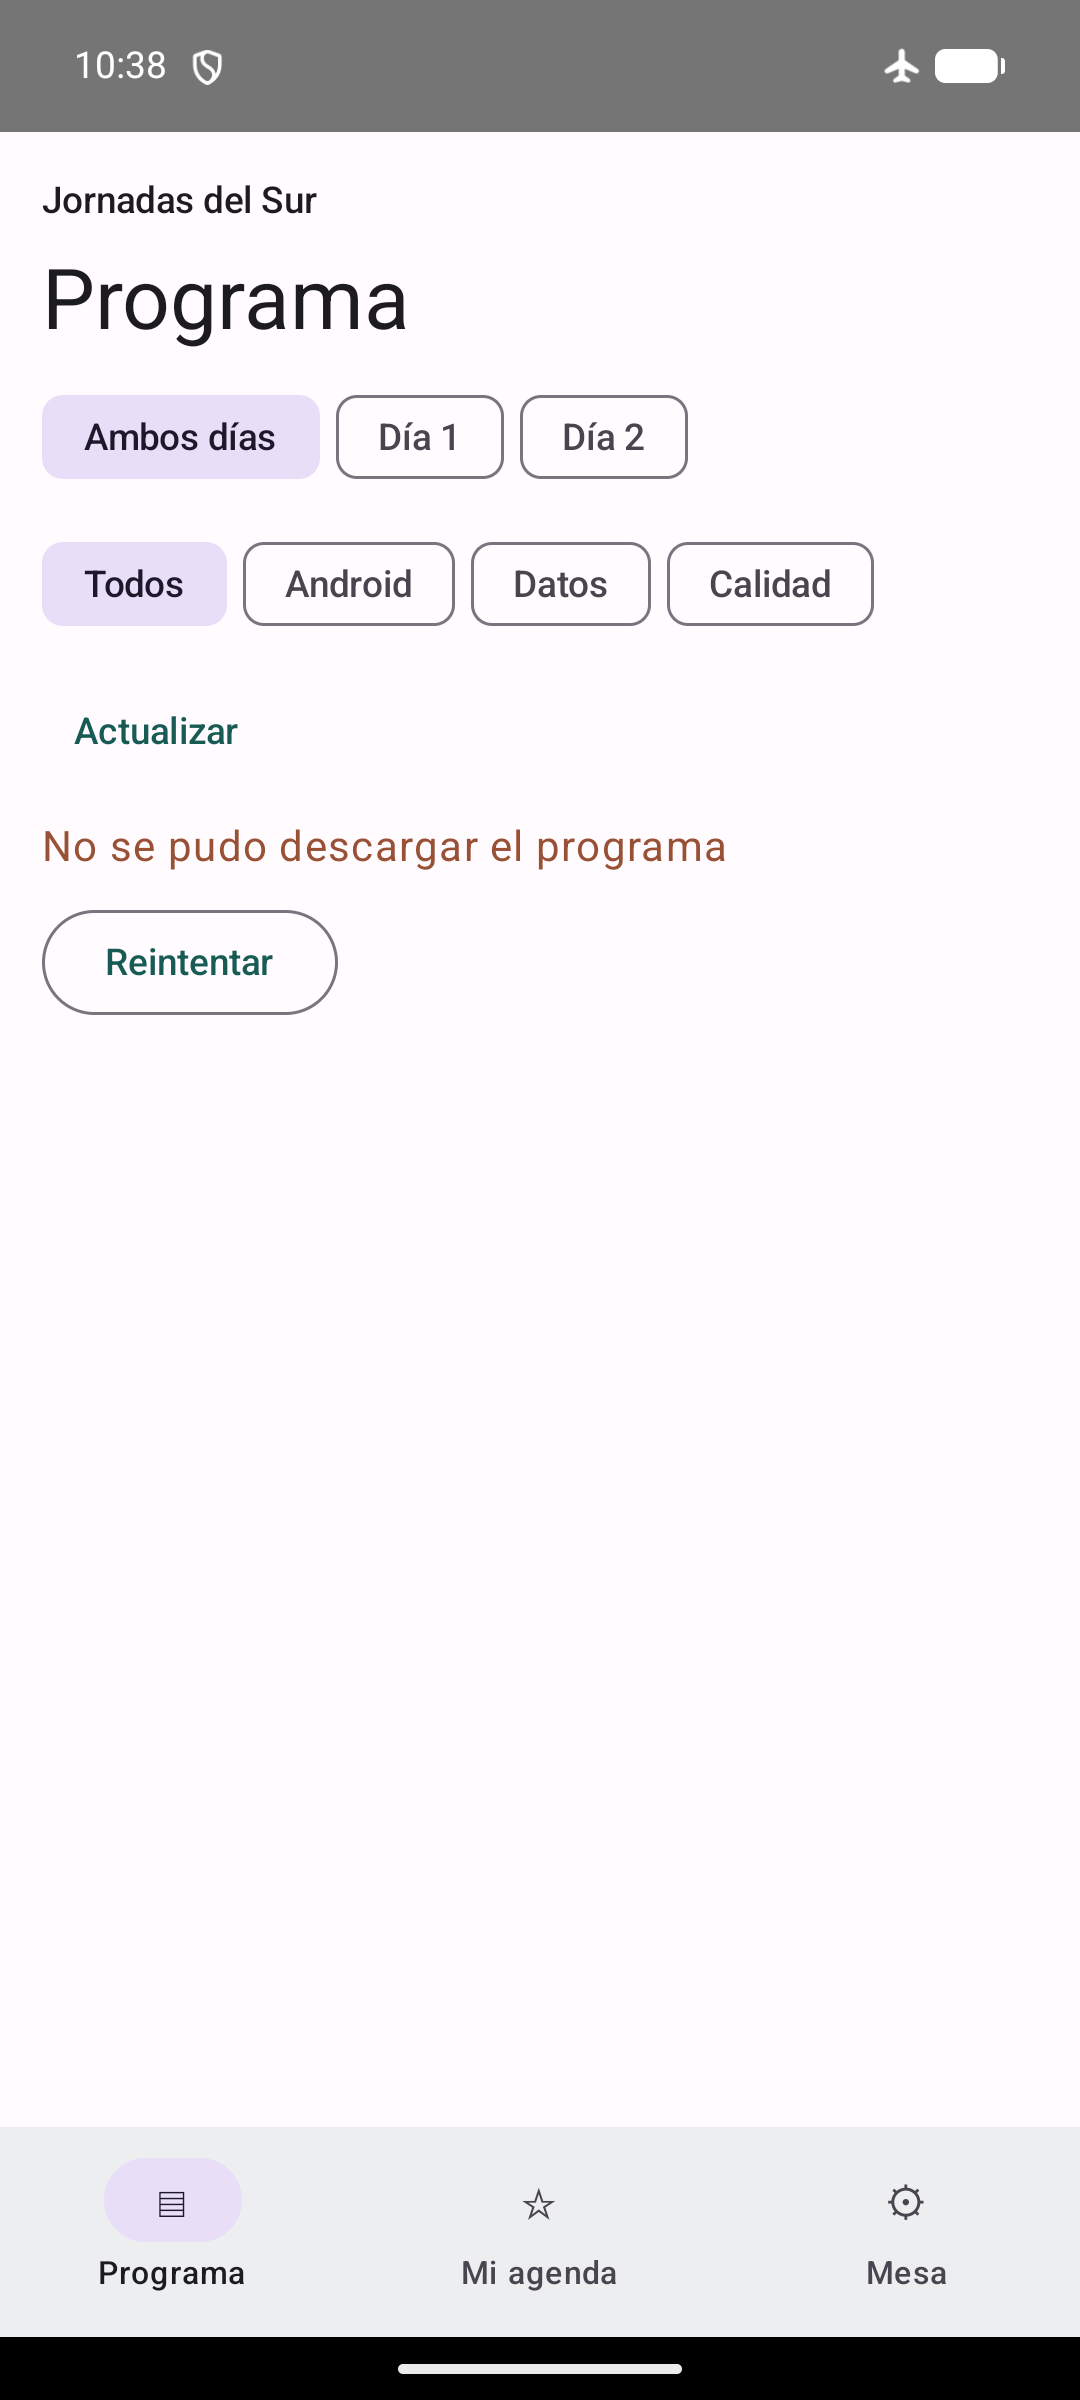 10:38
Jornadas del Sur
Programa
Ambos días Día 1 Día 2
Todos Android Datos Calidad
Actualizar
No se pudo descargar el programa
Reintentar
Programa Mi agenda Mesa